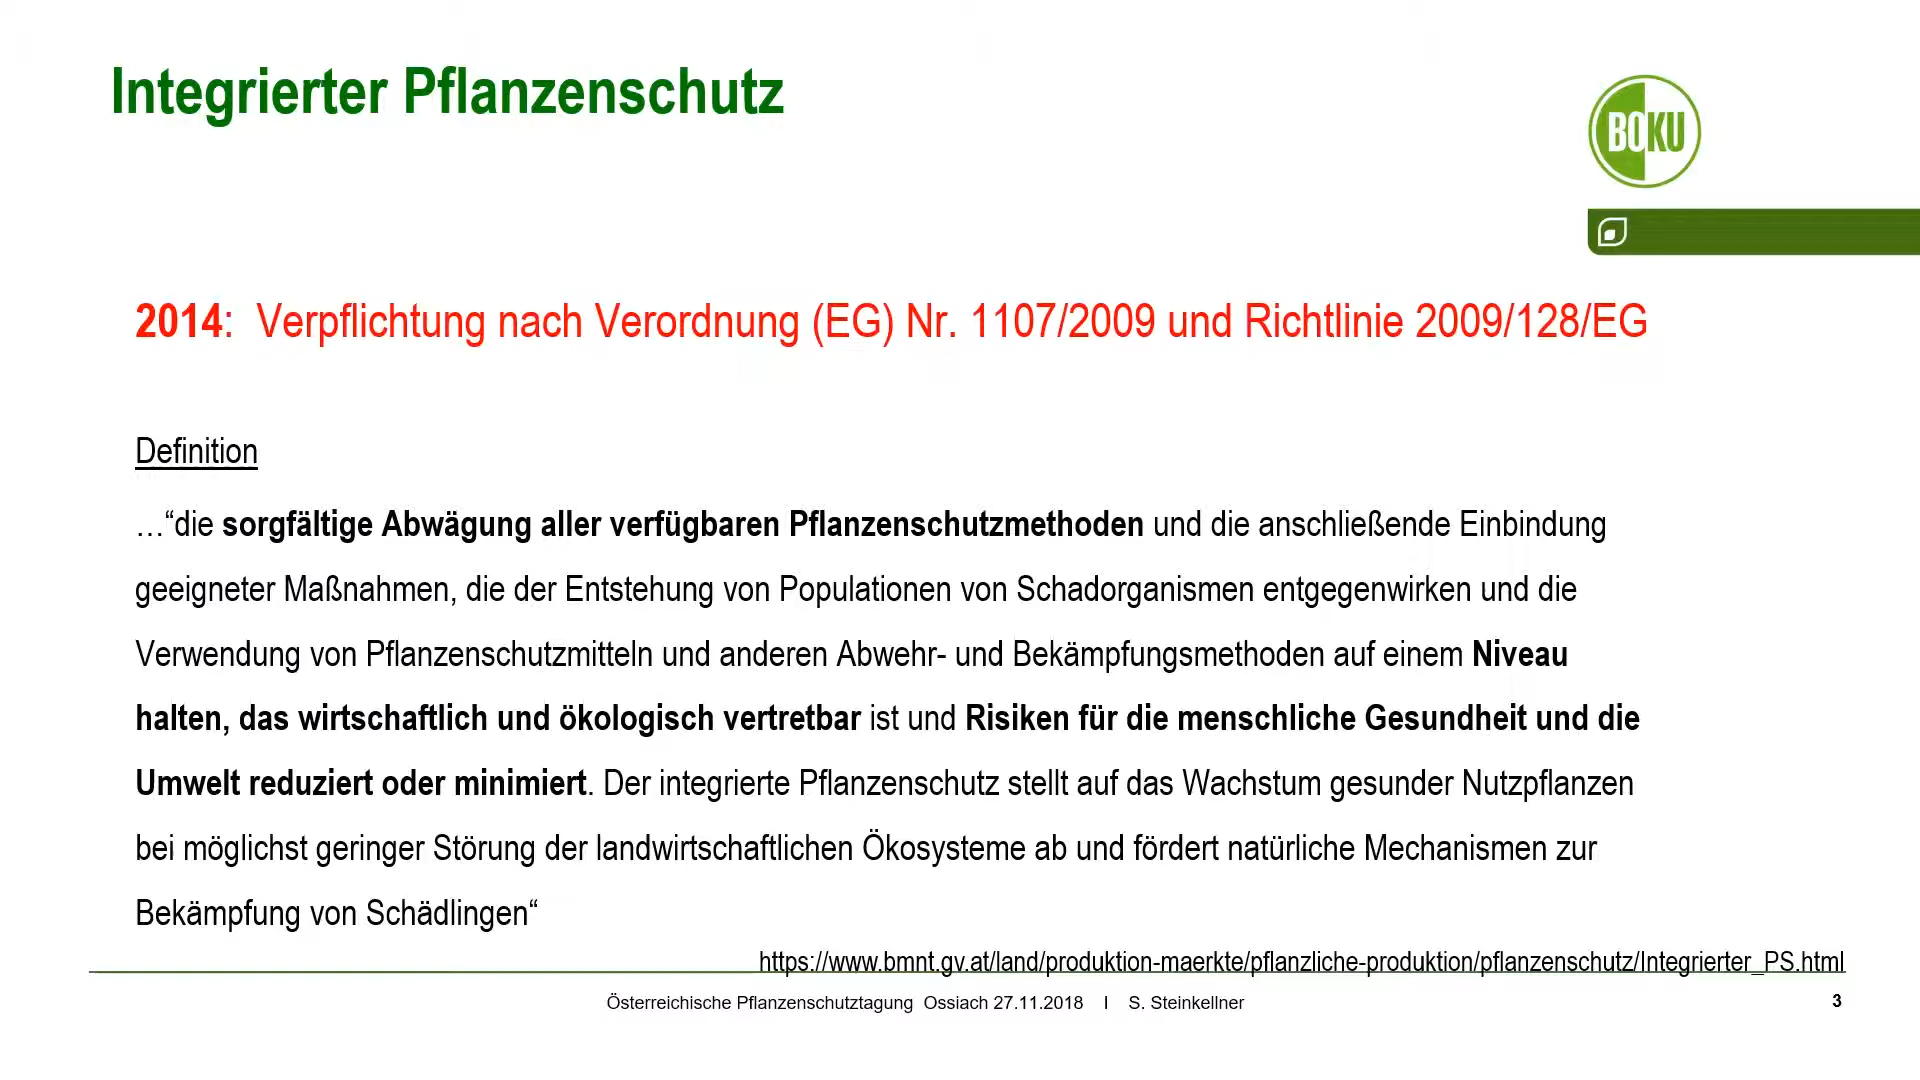 Integrierter Pflanzenschutz
BOKU
2014: Verpflichtung nach Verordnung (EG) Nr. 1107/2009 und Richtlinie 2009/128/EG
Definition
…“die sorgfältige Abwägung aller verfügbaren Pflanzenschutzmethoden und die anschließende Einbindung
geeigneter Maßnahmen, die der Entstehung von Populationen von Schadorganismen entgegenwirken und die
Verwendung von Pflanzenschutzmitteln und anderen Abwehr- und Bekämpfungsmethoden auf einem Niveau
halten, das wirtschaftlich und ökologisch vertretbar ist und Risiken für die menschliche Gesundheit und die
Umwelt reduziert oder minimiert. Der integrierte Pflanzenschutz stellt auf das Wachstum gesunder Nutzpflanzen
bei möglichst geringer Störung der landwirtschaftlichen Ökosysteme ab und fördert natürliche Mechanismen zur
Bekämpfung von Schädlingen“
https://www.bmnt.gv.at/land/produktion-maerkte/pflanzliche-produktion/pflanzenschutz/Integrierter_PS.html
Österreichische Pflanzenschutztagung Ossiach 27.11.2018 I S. Steinkellner
3